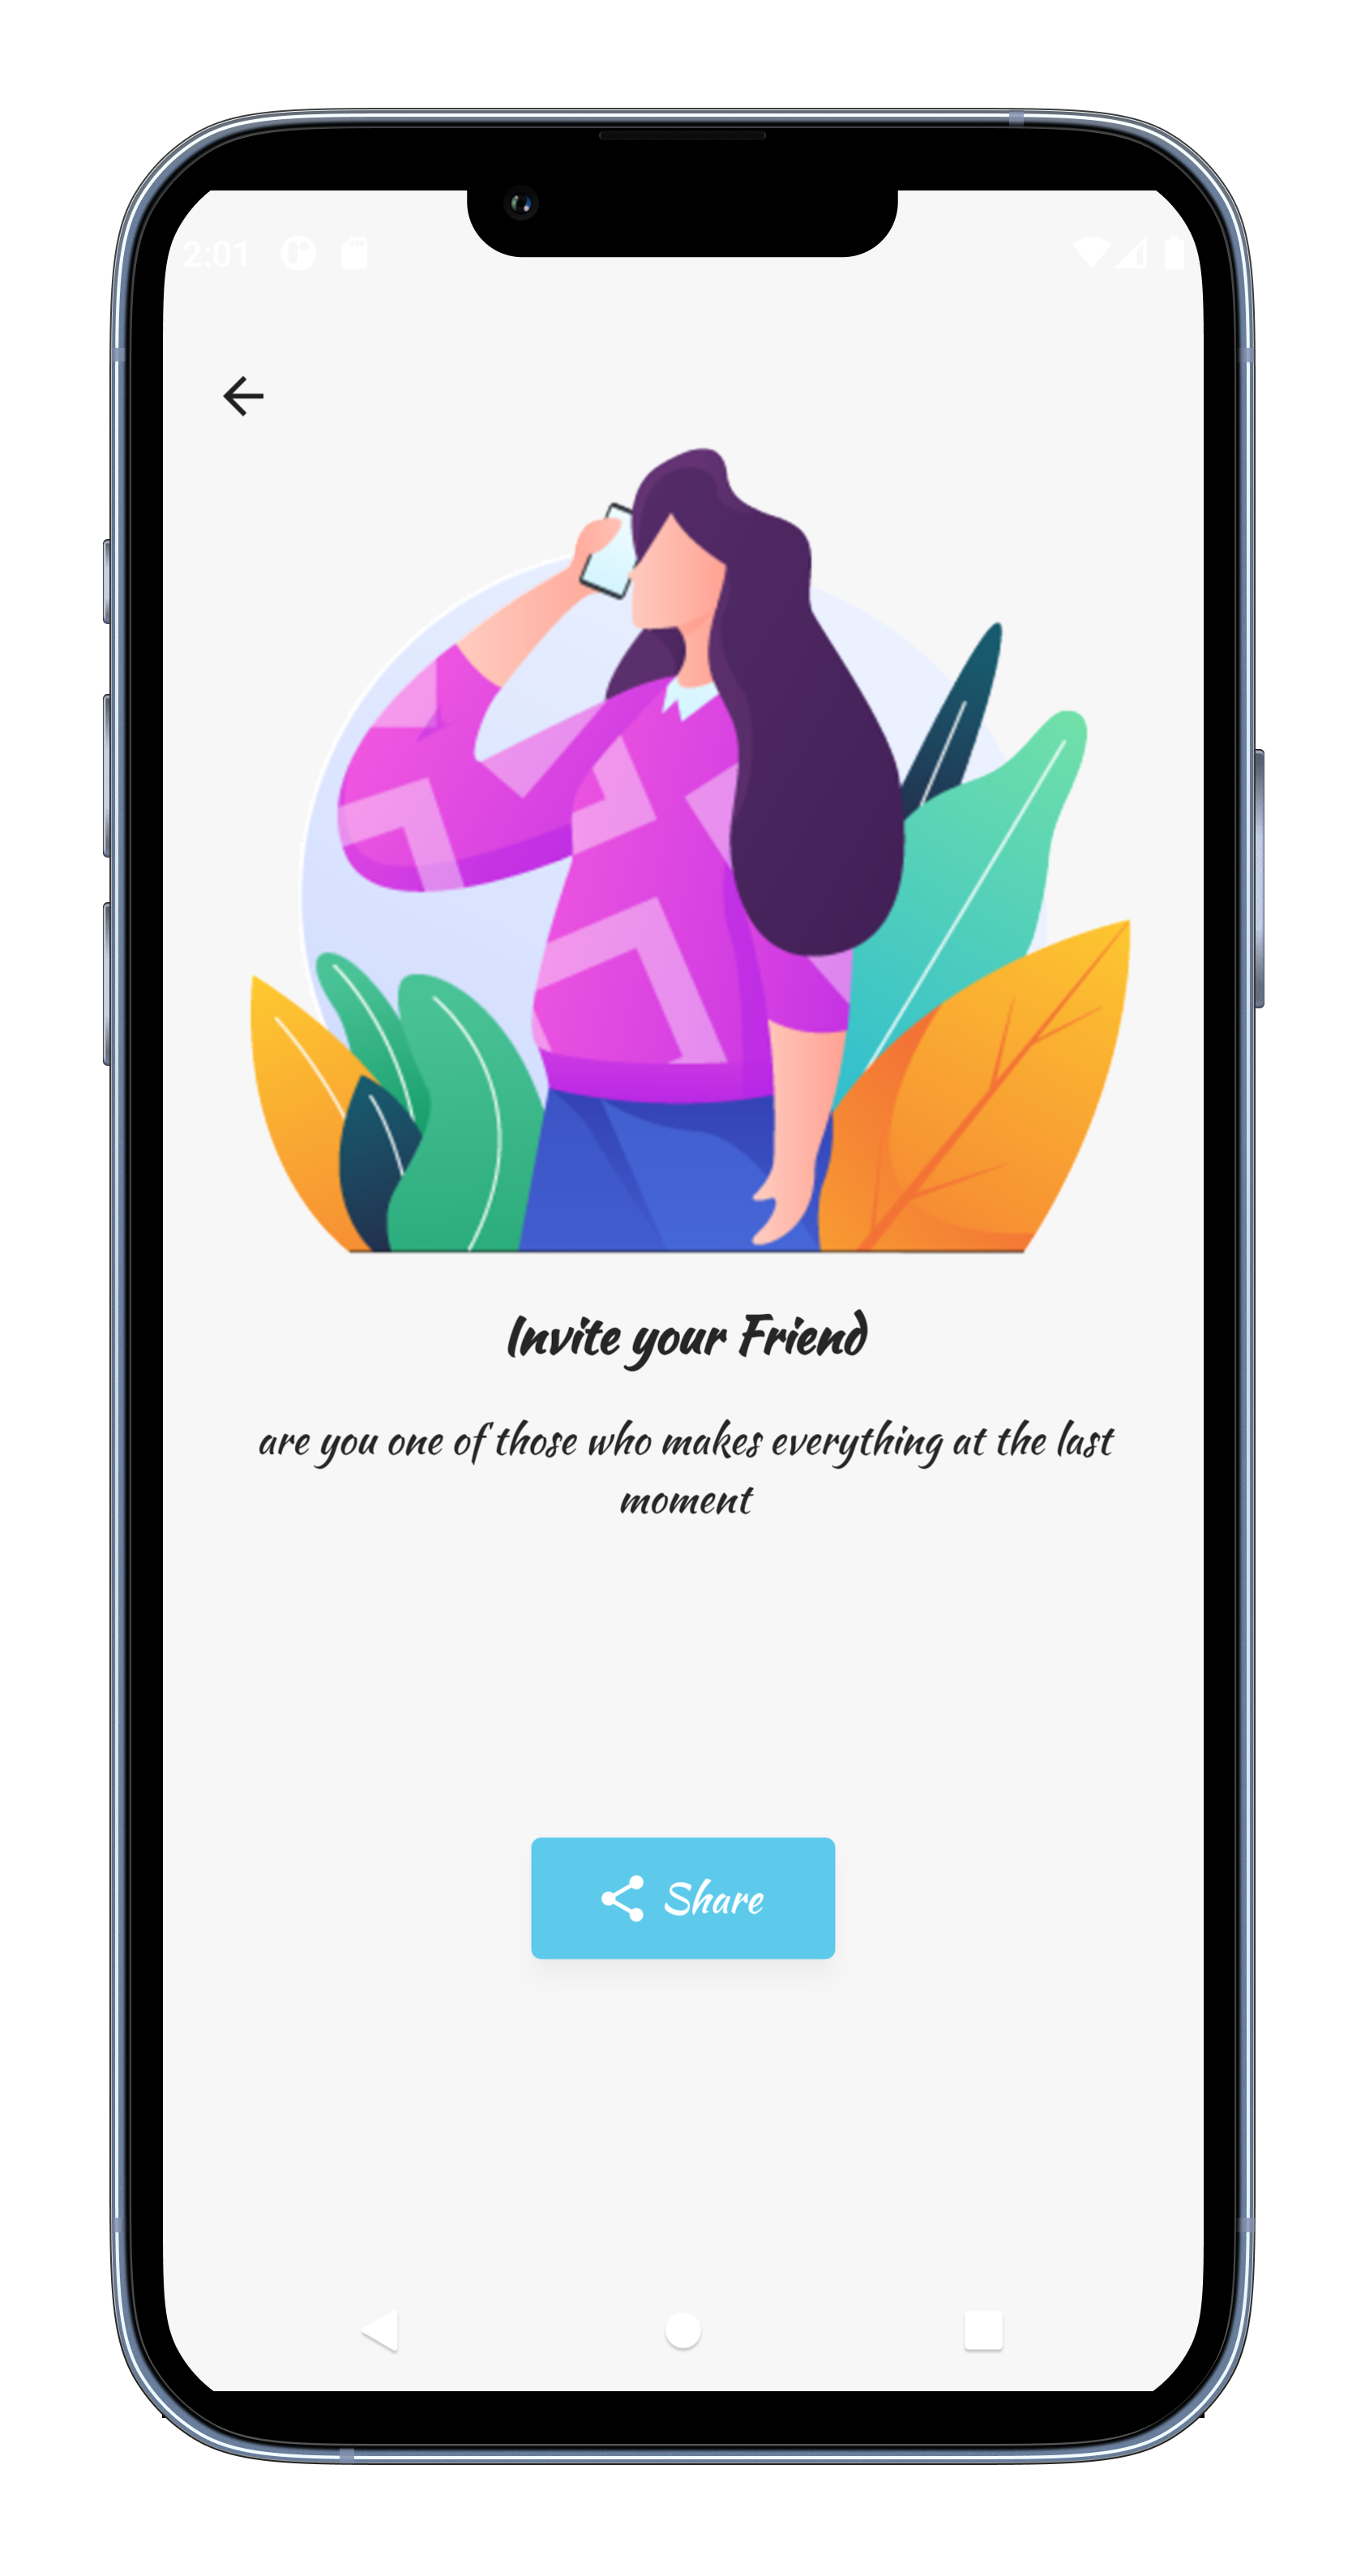 2:01
Invite your Friend
are you one of those who makes everything at the last
moment
Share